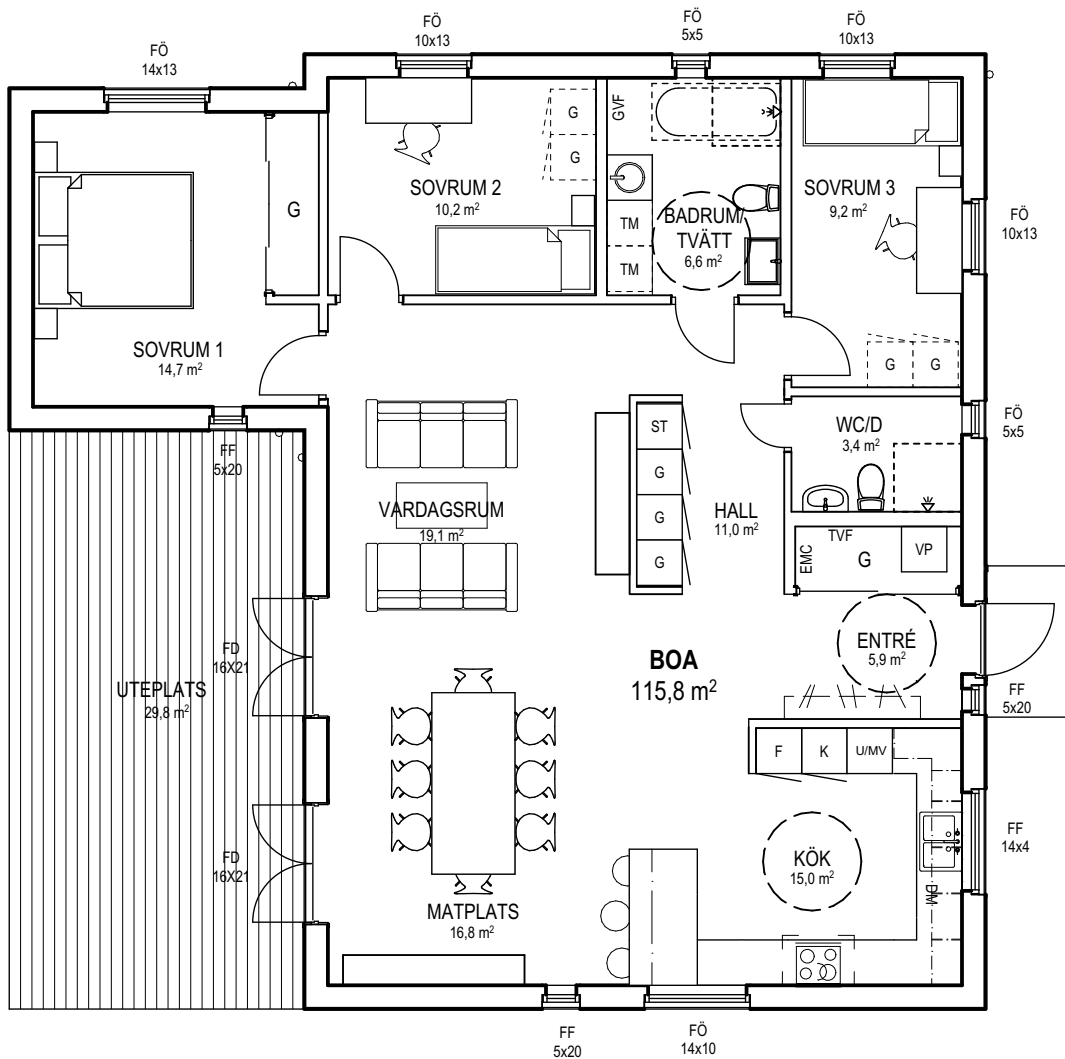 FÖ
14x13
FÖ
10x13
FÖ
5x5
FÖ
10x13
G
G
G
GVF
SOVRUM 2
10,2 m²
SOVRUM 3
9,2 m²
TM
TM
BADRUM/
TVÄTT
6,6 m²
FÖ
10x13
SOVRUM 1
14,7 m²
G
G
FÖ
5x5
FF
5x20
ST
G
G
G
WC/D
3,4 m²
VARDAGSRUM
19,1 m²
HALL
11,0 m²
EMC
TVF
G
VP
FD
16X21
UTEPLATS
29,8 m²
BOA
115,8 m²
ENTRÉ
5,9 m²
FF
5x20
F
K
U/MV
FF
14x4
FD
16X21
KÖK
15,0 m²
DM
MATPLATS
16,8 m²
FF
5x20
FÖ
14x10